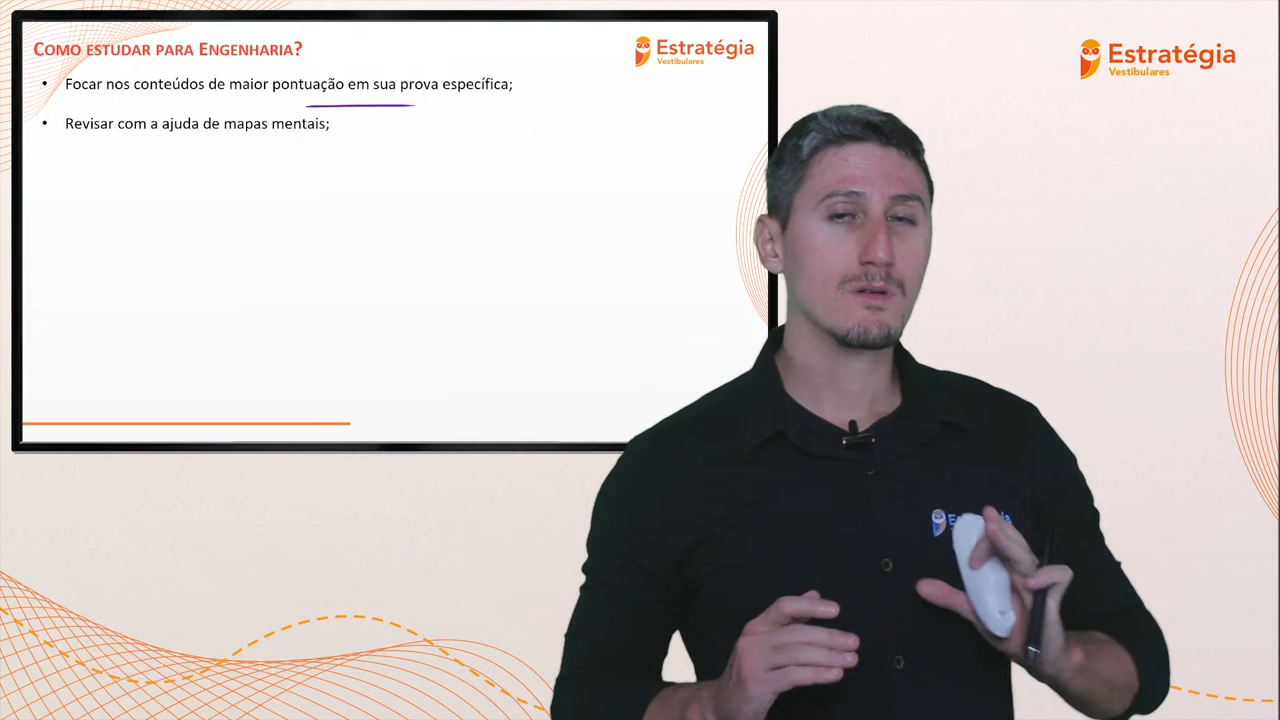 COMO ESTUDAR PARA ENGENHARIA?
Estratégia
Vestibulares
• Focar nos conteúdos de maior pontuação em sua prova específica;
• Revisar com a ajuda de mapas mentais;
Estratégia
Vestibulares